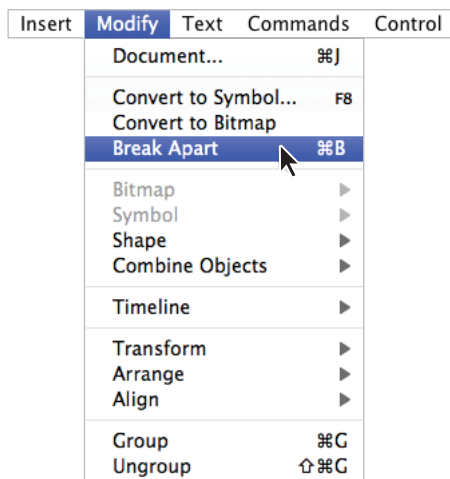 Insert Modify Text Commands Control
Document... ⌘J
Convert to Symbol... F8
Convert to Bitmap
Break Apart ⌘B
Bitmap ▶
Symbol ▶
Shape ▶
Combine Objects ▶
Timeline ▶
Transform ▶
Arrange ▶
Align ▶
Group ⌘G
Ungroup ⇧⌘G